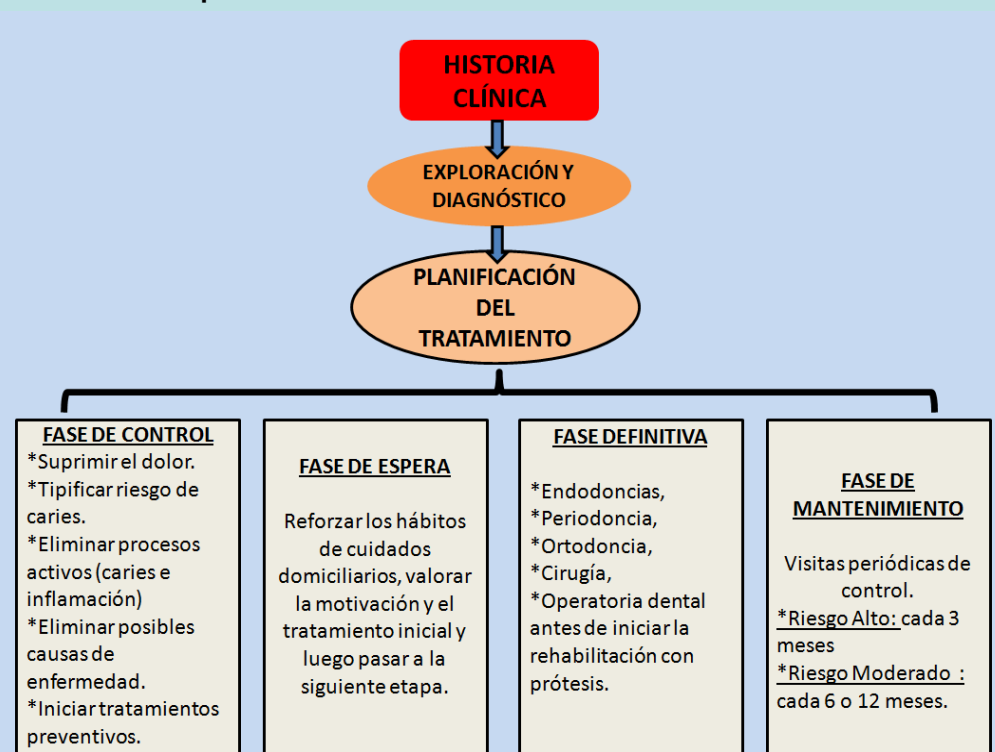 HISTORIA
CLÍNICA
EXPLORACIÓN Y
DIAGNÓSTICO
PLANIFICACIÓN
DEL
TRATAMIENTO
FASE DE CONTROL
*Suprimir el dolor.
*Tipificar riesgo de
caries.
*Eliminar procesos
activos (caries e
inflamación)
*Eliminar posibles
causas de
enfermedad.
*Iniciar tratamientos
preventivos.
FASE DE ESPERA
Reforzar los hábitos
de cuidados
domiciliarios, valorar
la motivación y el
tratamiento inicial y
luego pasar a la
siguiente etapa.
FASE DEFINITIVA
*Endodoncias,
*Periodoncia,
*Ortodoncia,
*Cirugía,
*Operatoria dental
antes de iniciar la
rehabilitación con
prótesis.
FASE DE
MANTENIMIENTO
Visitas periódicas de
control.
*Riesgo Alto: cada 3
meses
*Riesgo Moderado :
cada 6 o 12 meses.